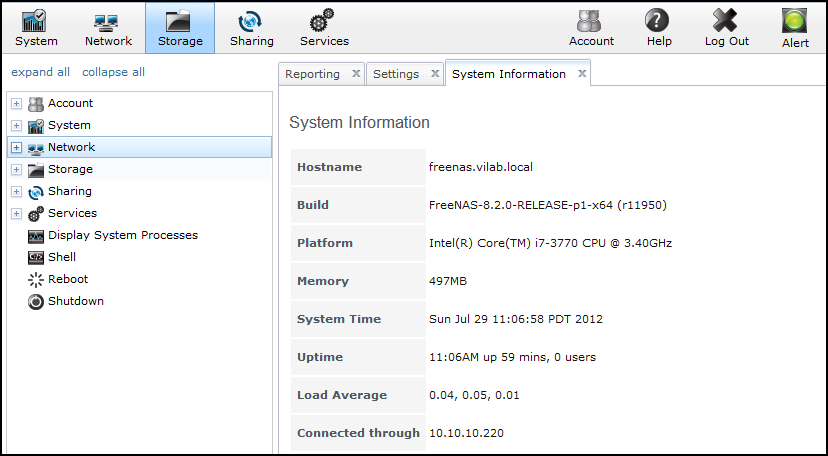 System Network Storage Sharing Services Account Help Log Out Alert
expand all collapse all
Account
System
Network
Storage
Sharing
Services
Display System Processes
Shell
Reboot
Shutdown
Reporting x Settings x System Information x
System Information
Hostname freenas.vilab.local
Build FreeNAS-8.2.0-RELEASE-p1-x64 (r11950)
Platform Intel(R) Core(TM) i7-3770 CPU @ 3.40GHz
Memory 497MB
System Time Sun Jul 29 11:06:58 PDT 2012
Uptime 11:06AM up 59 mins, 0 users
Load Average 0.04, 0.05, 0.01
Connected through 10.10.10.220